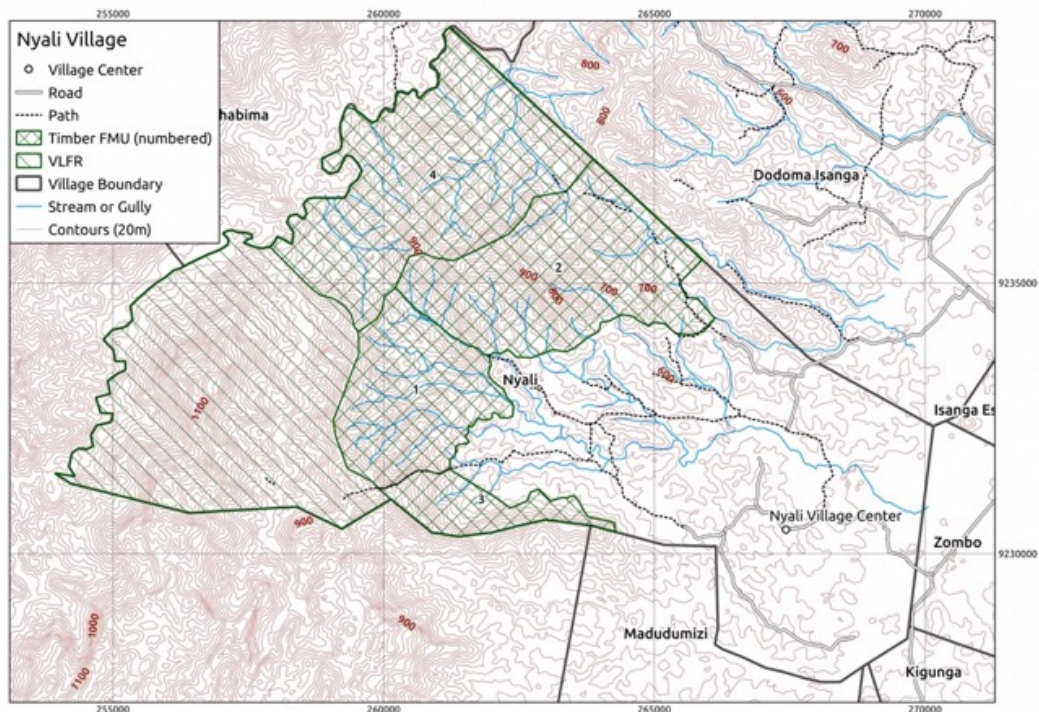 255000 260000 265000 270000
Nyali Village
Village Center
Road
Path
Timber FMU (numbered)
VLFR
Village Boundary
Stream or Gully
Contours (20m)
habima
700
800
600
800
Dodoma Isanga
4
900
2
900
800
700
700
9235000
1100
1
Nyali
600
Isanga Es
3
900
Nyali Village Center
Zombo
9230000
1000
900
Madudumizi
1100
Kigunga
255000 260000 265000 270000